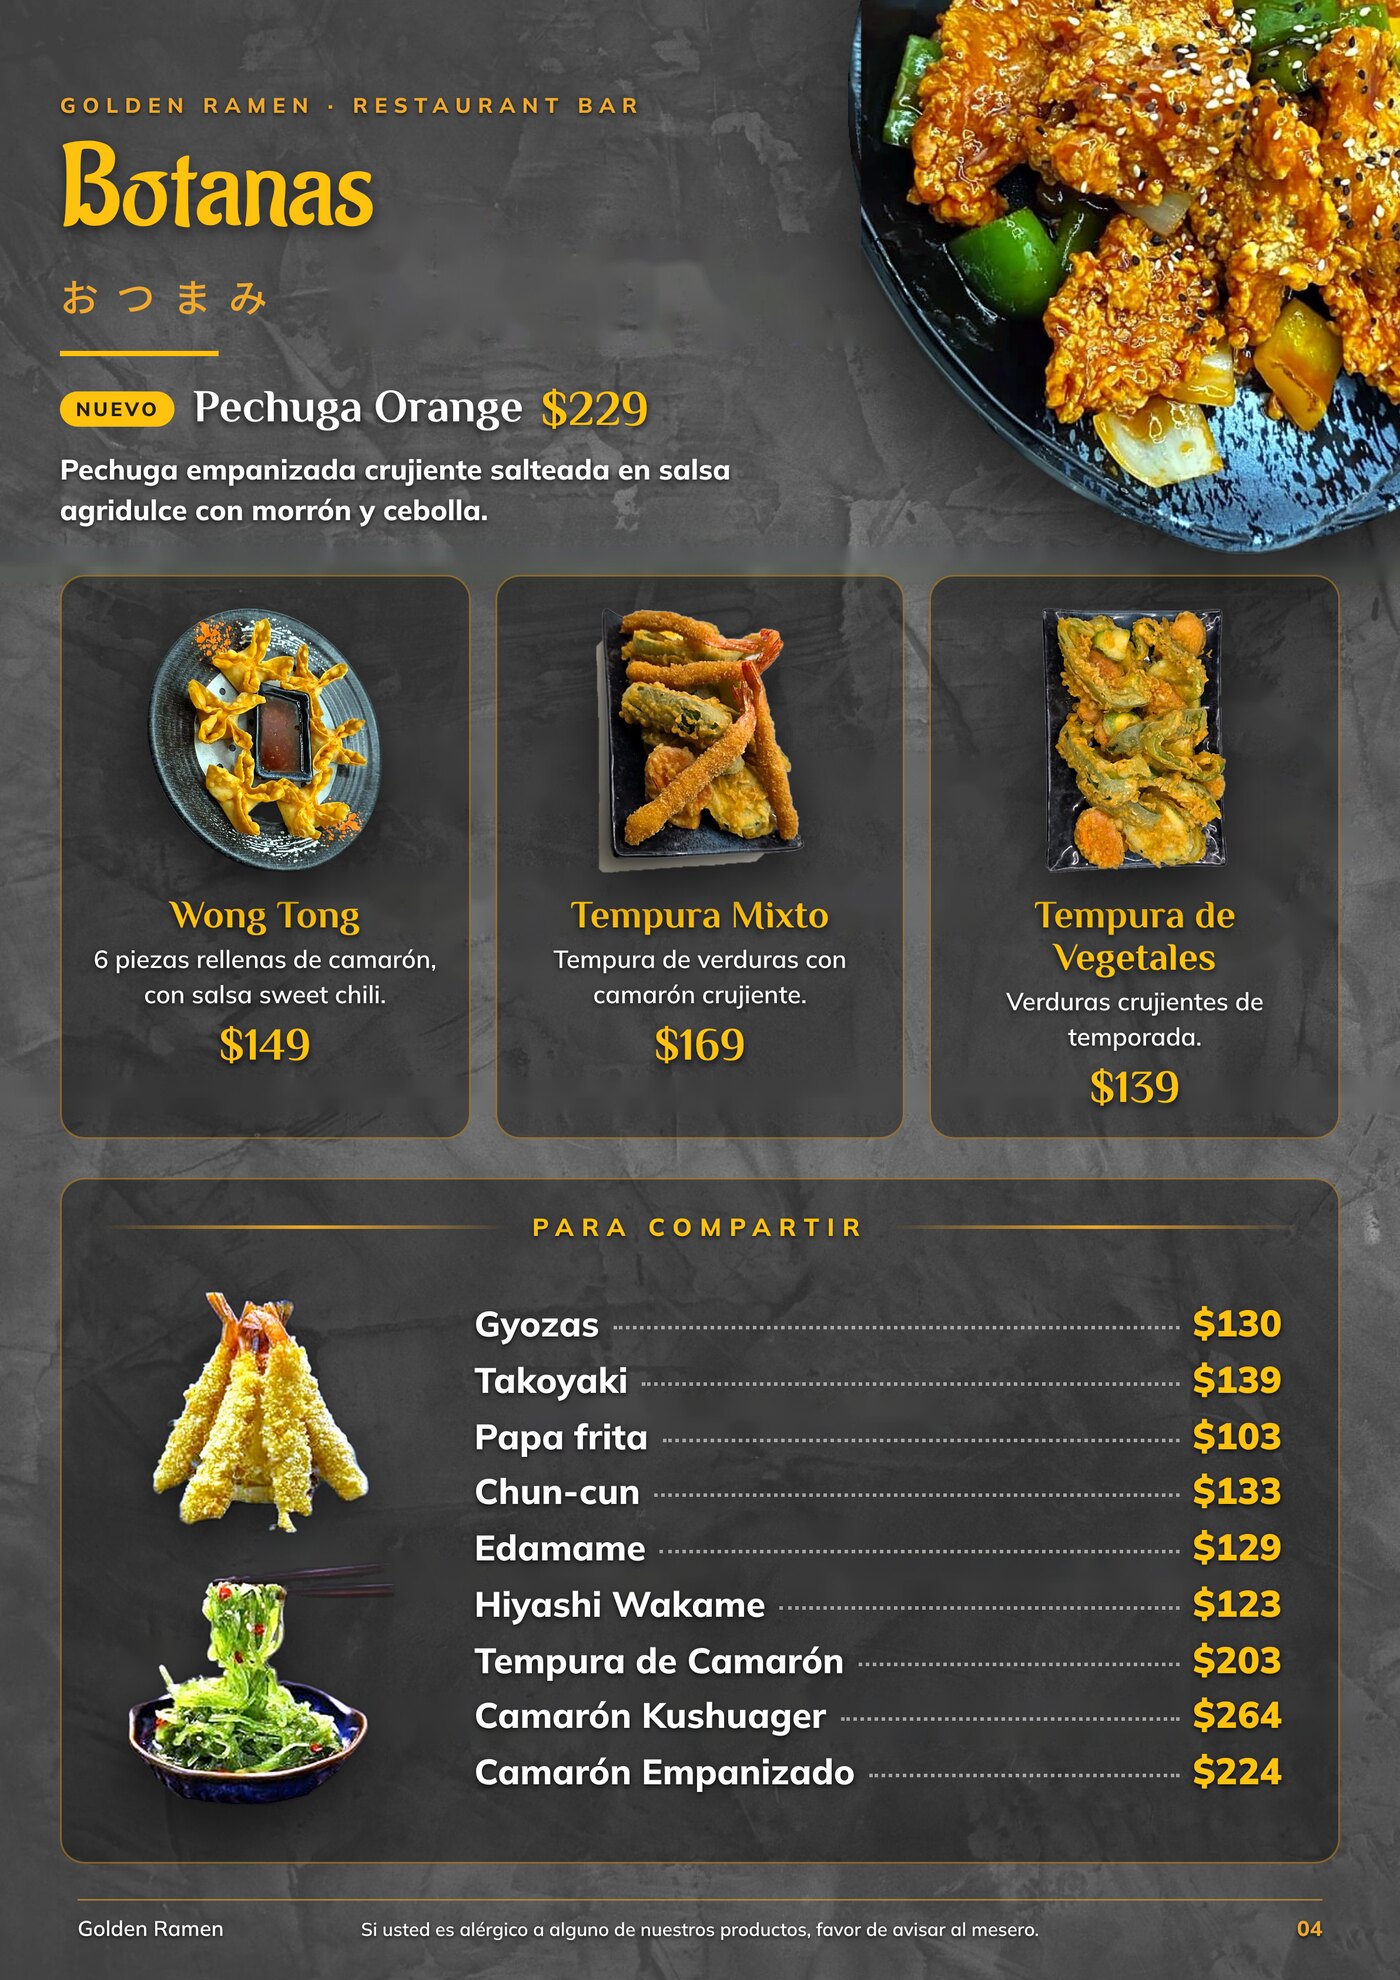 GOLDEN RAMEN · RESTAURANT BAR
Botanas
おつまみ
NUEVO Pechuga Orange $229
Pechuga empanizada crujiente salteada en salsa
agridulce con morrón y cebolla.
Wong Tong
6 piezas rellenas de camarón,
con salsa sweet chili.
$149
Tempura Mixto
Tempura de verduras con
camarón crujiente.
$169
Tempura de
Vegetales
Verduras crujientes de
temporada.
$139
PARA COMPARTIR
Gyozas $130
Takoyaki $139
Papa frita $103
Chun-cun $133
Edamame $129
Hiyashi Wakame $123
Tempura de Camarón $203
Camarón Kushuager $264
Camarón Empanizado $224
Golden Ramen Si usted es alérgico a alguno de nuestros productos, favor de avisar al mesero. 04